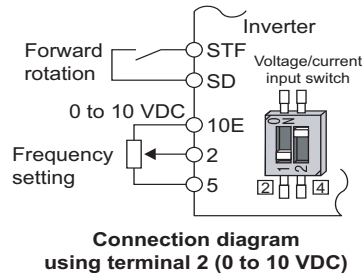 Inverter
Forward
rotation
STF
SD
Voltage/current
input switch
0 to 10 VDC
10E
Frequency
setting
2
5
ON
1 2
2
4
Connection diagram
using terminal 2 (0 to 10 VDC)